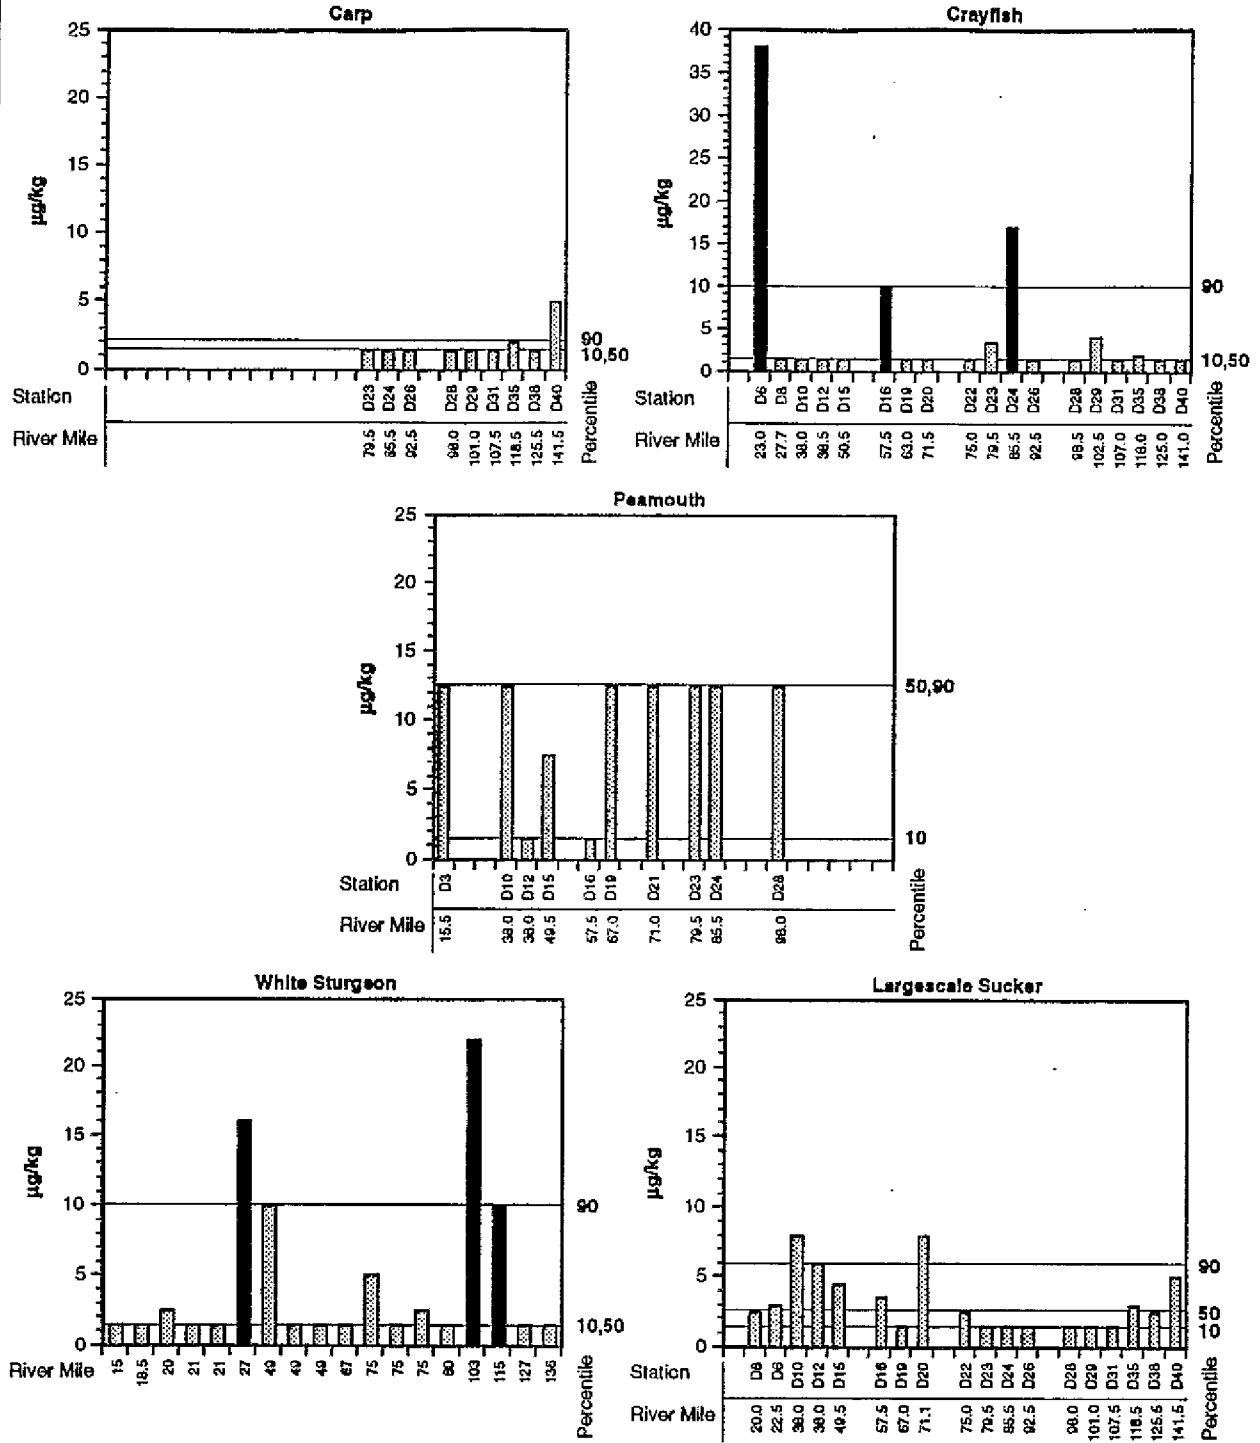 Carp
25
20
15
10
5
0
µg/kg
90
10,50
Station D23 D24 D26 D28 D29 D31 D35 D38 D40
River Mile 79.5 85.5 92.5 98.0 101.0 107.5 118.5 125.5 141.5
Percentile
Crayfish
40
35
30
25
20
15
10
5
0
µg/kg
90
10,50
Station D6 D8 D10 D12 D15 D16 D19 D20 D22 D23 D24 D26 D28 D29 D31 D35 D38 D40
River Mile 23.0 27.7 38.0 38.5 50.5 57.5 63.0 71.5 75.0 79.5 85.5 92.5 98.5 102.5 107.0 118.0 125.0 141.0
Percentile
Peamouth
25
20
15
10
5
0
µg/kg
50,90
10
Station D3 D10 D12 D15 D16 D19 D21 D23 D24 D28
River Mile 15.5 38.0 38.0 49.5 57.5 67.0 71.0 79.5 85.5 98.0
Percentile
White Sturgeon
25
20
15
10
5
0
µg/kg
90
10,50
River Mile 15 18.5 20 21 21 27 49 49 49 67 75 75 75 80 103 115 127 136
Percentile
Largescale Sucker
25
20
15
10
5
0
µg/kg
90
50
10
Station D6 D10 D12 D15 D16 D19 D20 D22 D23 D24 D26 D28 D29 D31 D35 D38 D40
River Mile 20.0 22.5 38.0 38.0 49.5 57.5 67.0 71.1 75.0 79.5 85.5 92.5 98.0 101.0 107.5 118.5 125.5 141.5
Percentile